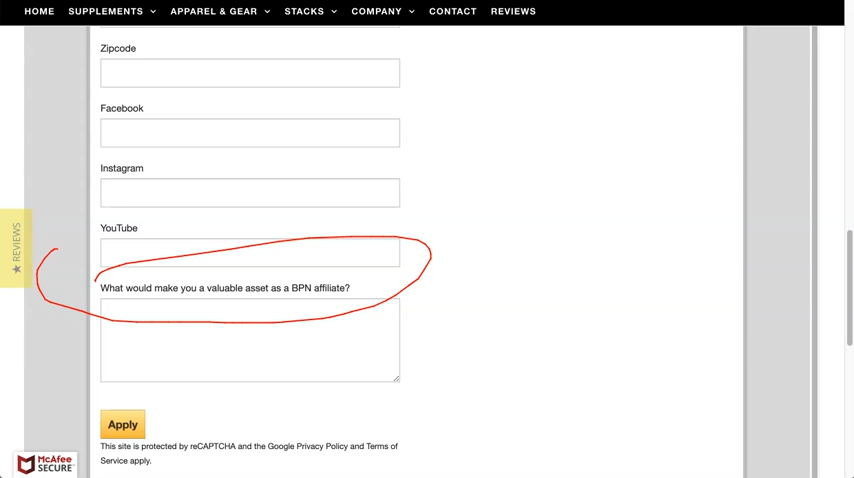 HOME SUPPLEMENTS APPAREL & GEAR STACKS COMPANY CONTACT REVIEWS
Zipcode
Facebook
Instagram
YouTube
★ REVIEWS
What would make you a valuable asset as a BPN affiliate?
Apply
This site is protected by reCAPTCHA and the Google Privacy Policy and Terms of
Service apply.
McAfee
SECURE